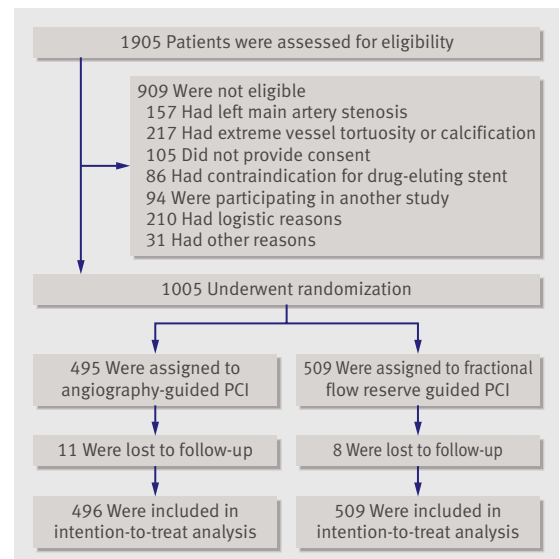 1905 Patients were assessed for eligibility
909 Were not eligible
157 Had left main artery stenosis
217 Had extreme vessel tortuosity or calcification
105 Did not provide consent
86 Had contraindication for drug-eluting stent
94 Were participating in another study
210 Had logistic reasons
31 Had other reasons
1005 Underwent randomization
495 Were assigned to
angiography-guided PCI
509 Were assigned to fractional
flow reserve guided PCI
11 Were lost to follow-up
8 Were lost to follow-up
496 Were included in
intention-to-treat analysis
509 Were included in
intention-to-treat analysis